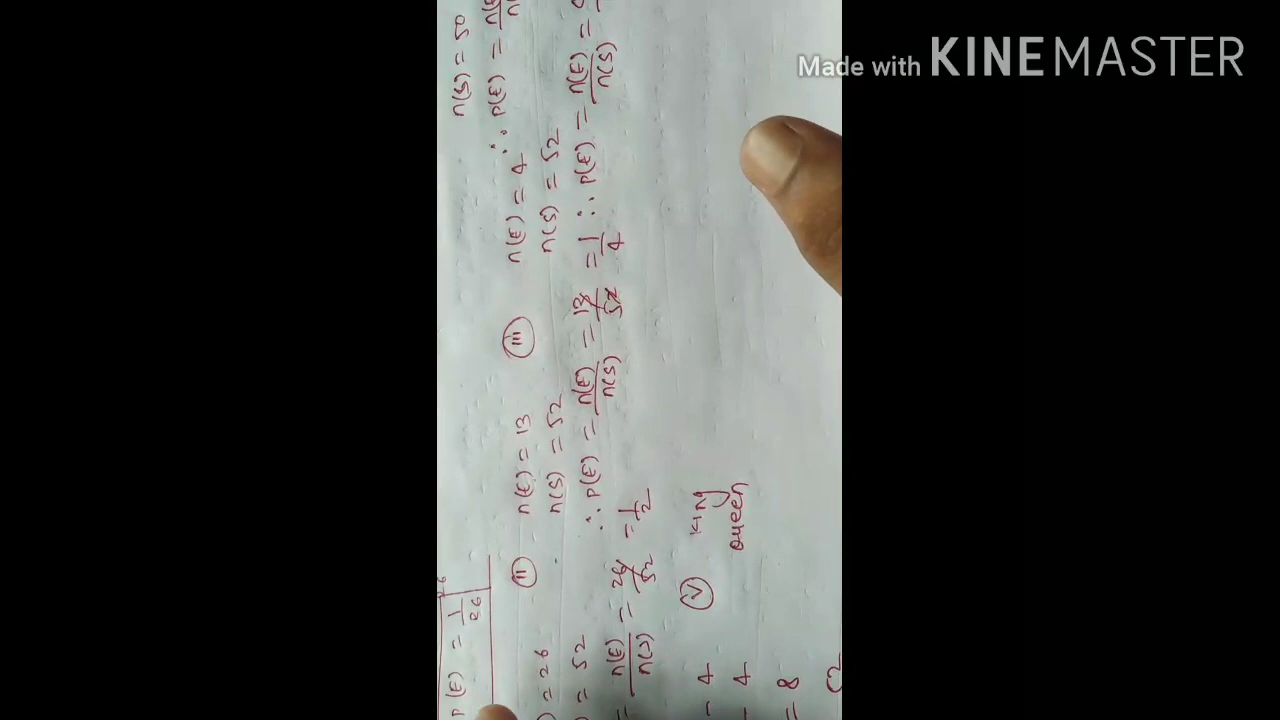 Made with KINEMASTER
n(S) = 50
∴ P(E) =
P(E) = 1/26
(II) n(E) = 13
n(S) = 52
∴ P(E) = n(E)/n(S) = 13/52 = 1/4
(III) n(E) = 4
n(S) = 52
∴ P(E) = n(E)/n(S) =
) = 26
) = 52
= n(E)/n(S) = 26/52 = 1/2
- 4
- 4
= 8
(V) King
Queen